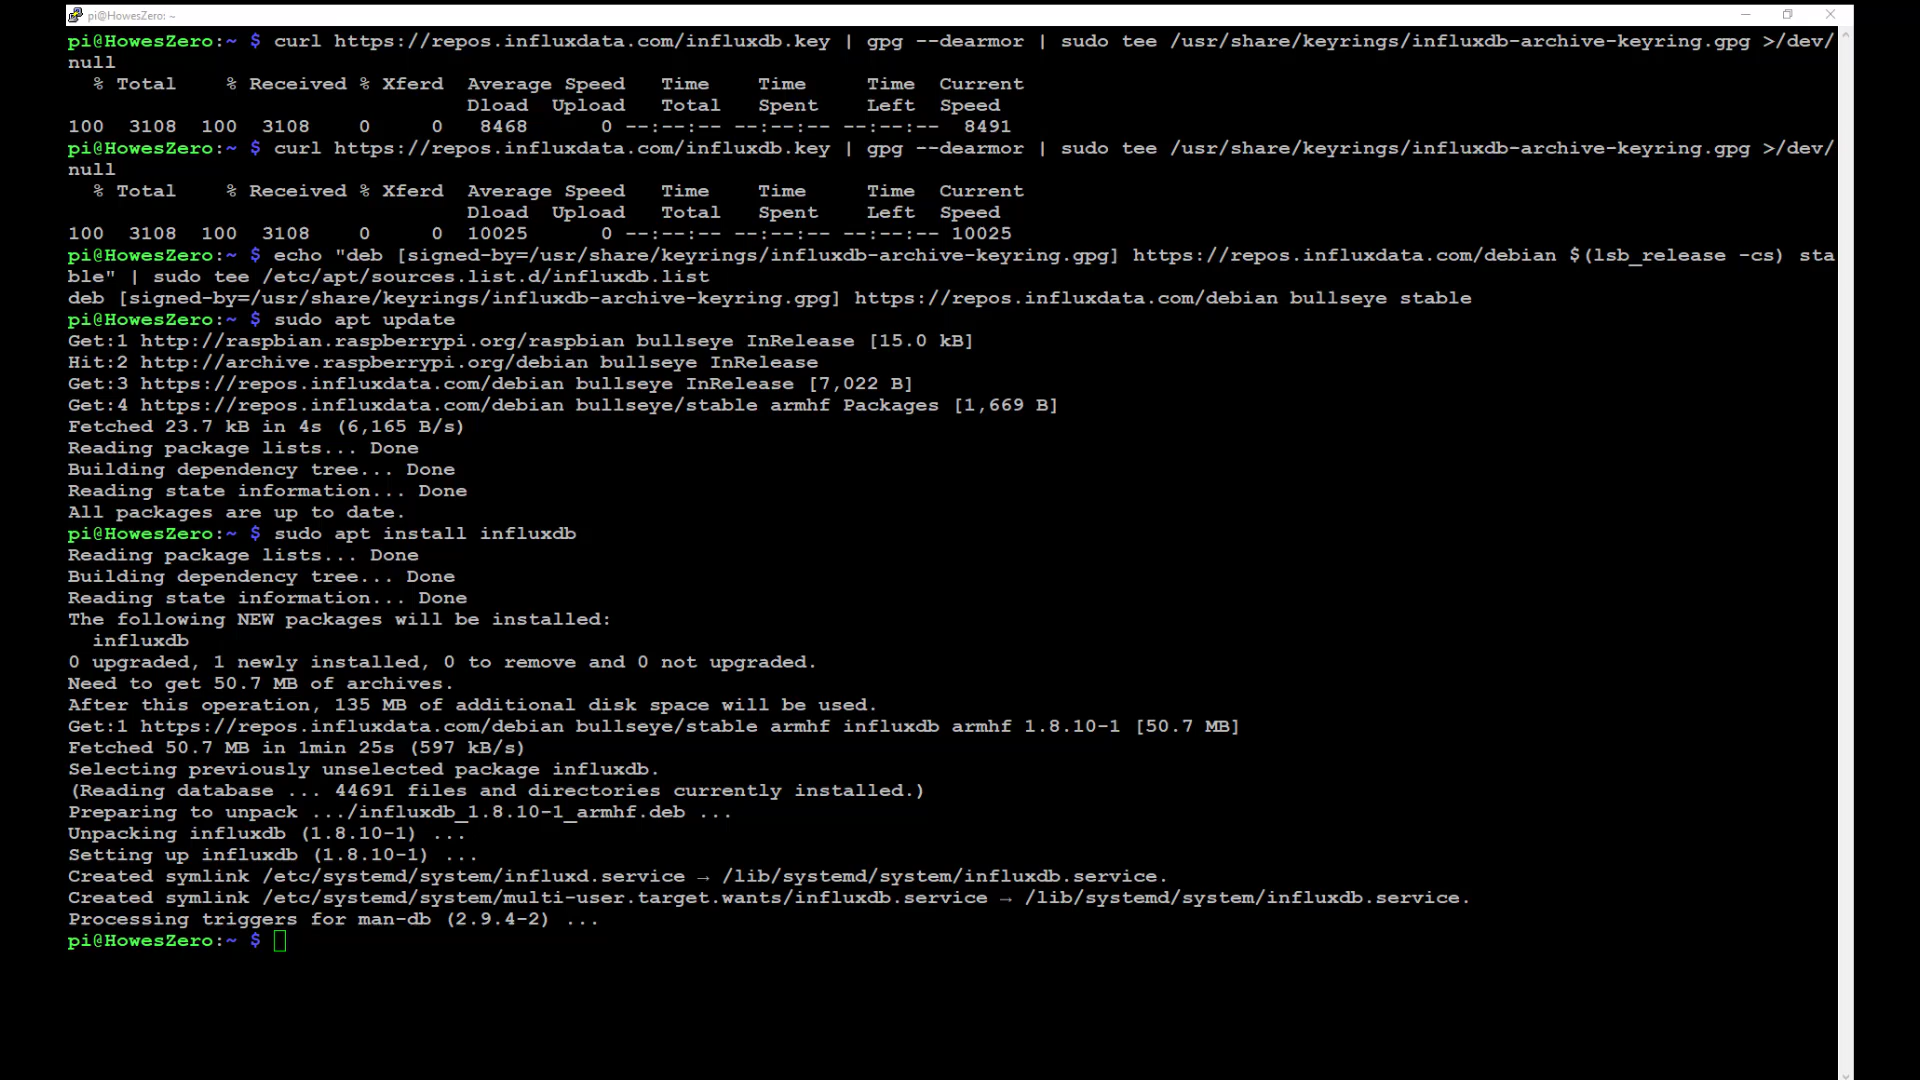 pi@HowesZero: ~
pi@HowesZero:~ $ curl https://repos.influxdata.com/influxdb.key | gpg --dearmor | sudo tee /usr/share/keyrings/influxdb-archive-keyring.gpg >/dev/
null
  % Total    % Received % Xferd  Average Speed   Time    Time     Time  Current
                                 Dload  Upload   Total   Spent    Left  Speed
100  3108  100  3108    0     0   8468      0 --:--:-- --:--:-- --:--:--  8491
pi@HowesZero:~ $ curl https://repos.influxdata.com/influxdb.key | gpg --dearmor | sudo tee /usr/share/keyrings/influxdb-archive-keyring.gpg >/dev/
null
  % Total    % Received % Xferd  Average Speed   Time    Time     Time  Current
                                 Dload  Upload   Total   Spent    Left  Speed
100  3108  100  3108    0     0  10025      0 --:--:-- --:--:-- --:--:-- 10025
pi@HowesZero:~ $ echo "deb [signed-by=/usr/share/keyrings/influxdb-archive-keyring.gpg] https://repos.influxdata.com/debian $(lsb_release -cs) sta
ble" | sudo tee /etc/apt/sources.list.d/influxdb.list
deb [signed-by=/usr/share/keyrings/influxdb-archive-keyring.gpg] https://repos.influxdata.com/debian bullseye stable
pi@HowesZero:~ $ sudo apt update
Get:1 http://raspbian.raspberrypi.org/raspbian bullseye InRelease [15.0 kB]
Hit:2 http://archive.raspberrypi.org/debian bullseye InRelease
Get:3 https://repos.influxdata.com/debian bullseye InRelease [7,022 B]
Get:4 https://repos.influxdata.com/debian bullseye/stable armhf Packages [1,669 B]
Fetched 23.7 kB in 4s (6,165 B/s)
Reading package lists... Done
Building dependency tree... Done
Reading state information... Done
All packages are up to date.
pi@HowesZero:~ $ sudo apt install influxdb
Reading package lists... Done
Building dependency tree... Done
Reading state information... Done
The following NEW packages will be installed:
  influxdb
0 upgraded, 1 newly installed, 0 to remove and 0 not upgraded.
Need to get 50.7 MB of archives.
After this operation, 135 MB of additional disk space will be used.
Get:1 https://repos.influxdata.com/debian bullseye/stable armhf influxdb armhf 1.8.10-1 [50.7 MB]
Fetched 50.7 MB in 1min 25s (597 kB/s)
Selecting previously unselected package influxdb.
(Reading database ... 44691 files and directories currently installed.)
Preparing to unpack .../influxdb_1.8.10-1_armhf.deb ...
Unpacking influxdb (1.8.10-1) ...
Setting up influxdb (1.8.10-1) ...
Created symlink /etc/systemd/system/influxd.service → /lib/systemd/system/influxdb.service.
Created symlink /etc/systemd/system/multi-user.target.wants/influxdb.service → /lib/systemd/system/influxdb.service.
Processing triggers for man-db (2.9.4-2) ...
pi@HowesZero:~ $